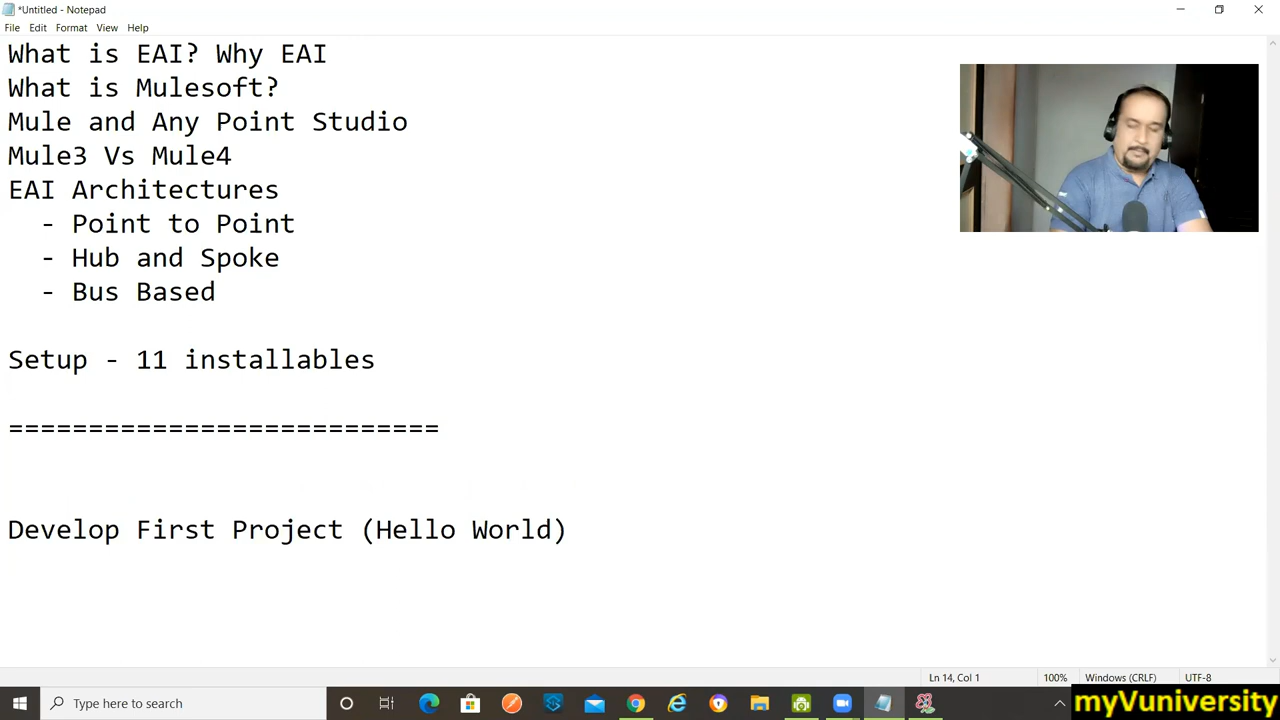 *Untitled - Notepad
File Edit Format View Help
What is EAI? Why EAI
What is Mulesoft?
Mule and Any Point Studio
Mule3 Vs Mule4
EAI Architectures
- Point to Point
- Hub and Spoke
- Bus Based
Setup - 11 installables
===========================
Develop First Project (Hello World)
Ln 14, Col 1 100% Windows (CRLF) UTF-8
Type here to search
myVuniversity